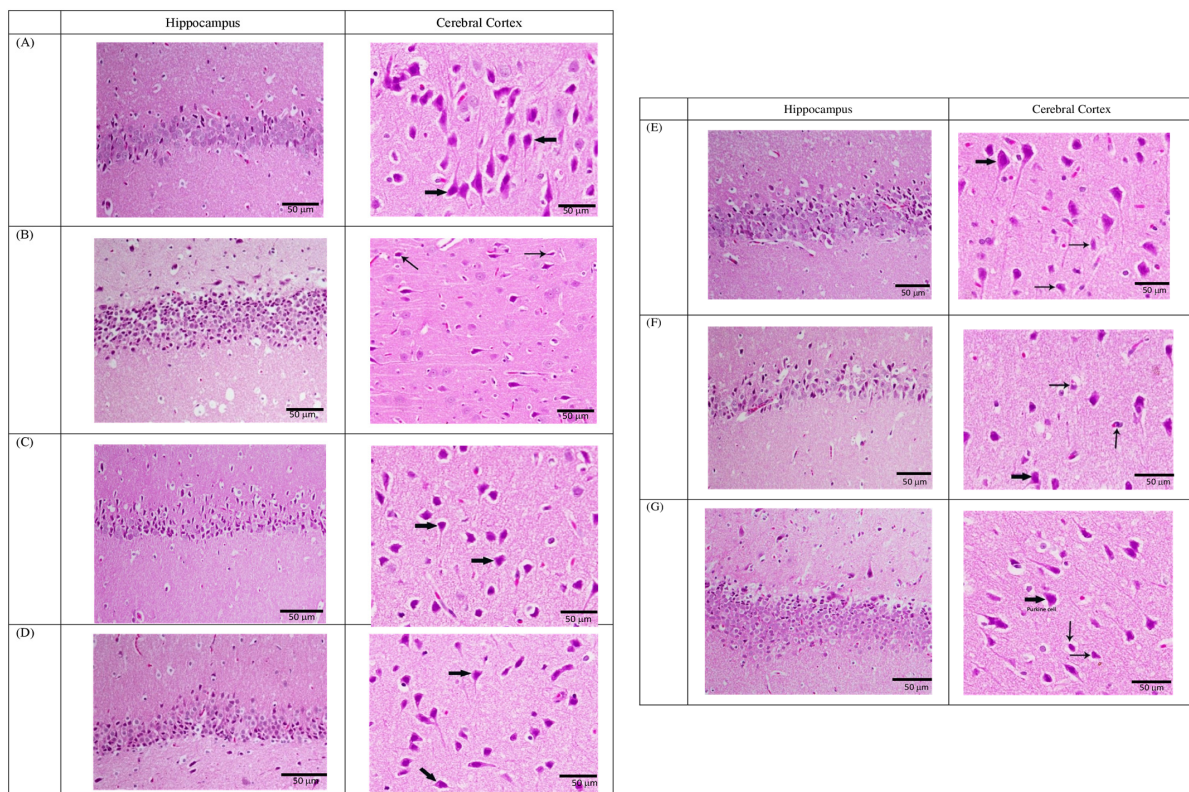 Hippocampus Cerebral Cortex
(A)
50 μm 50 μm
(B)
50 μm 50 μm
(C)
50 μm 50 μm
(D)
50 μm 50 μm
Hippocampus Cerebral Cortex
(E)
50 μm 50 μm
(F)
50 μm 50 μm
(G)
Purkine cell
50 μm 50 μm